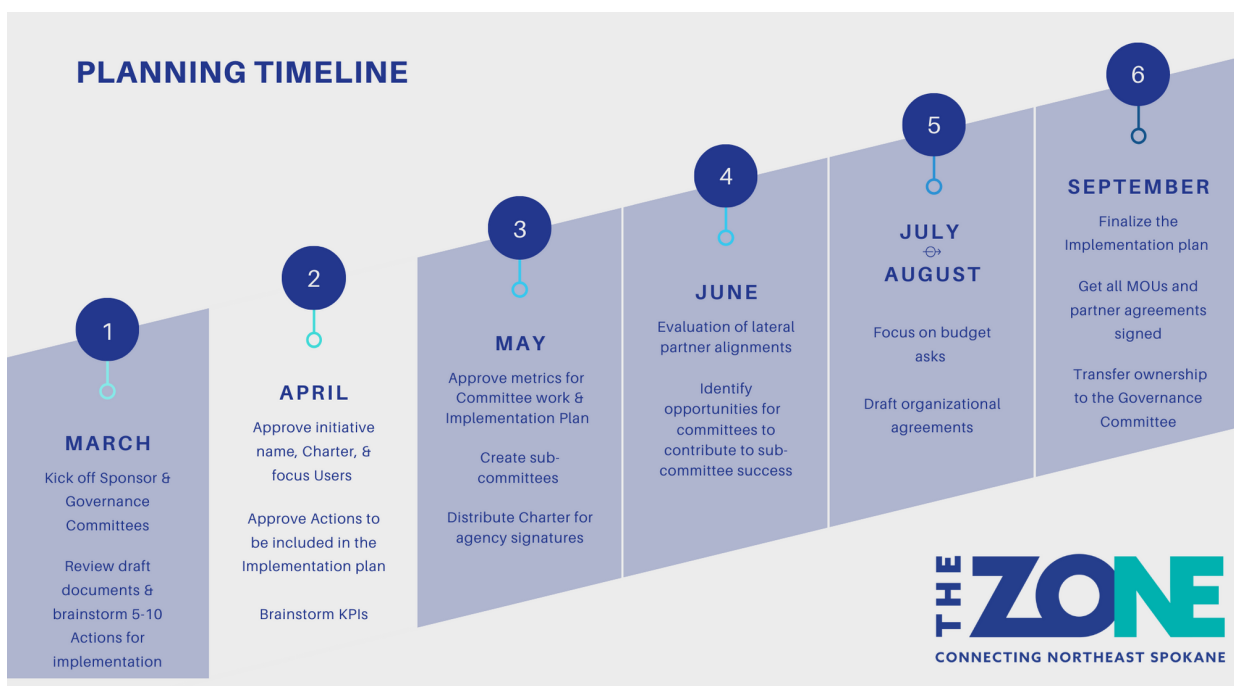 PLANNING TIMELINE
1
MARCH
Kick off Sponsor &
Governance
Committees
Review draft
documents &
brainstorm 5-10
Actions for
implementation
2
APRIL
Approve initiative
name, Charter, &
focus Users
Approve Actions to
be included in the
Implementation plan
Brainstorm KPIs
3
MAY
Approve metrics for
Committee work &
Implementation Plan
Create sub-
committees
Distribute Charter for
agency signatures
4
JUNE
Evaluation of lateral
partner alignments
Identify
opportunities for
committees to
contribute to sub-
committee success
5
JULY
AUGUST
Focus on budget
asks
Draft organizational
agreements
6
SEPTEMBER
Finalize the
Implementation plan
Get all MOUs and
partner agreements
signed
Transfer ownership
to the Governance
Committee
THE ZONE
CONNECTING NORTHEAST SPOKANE